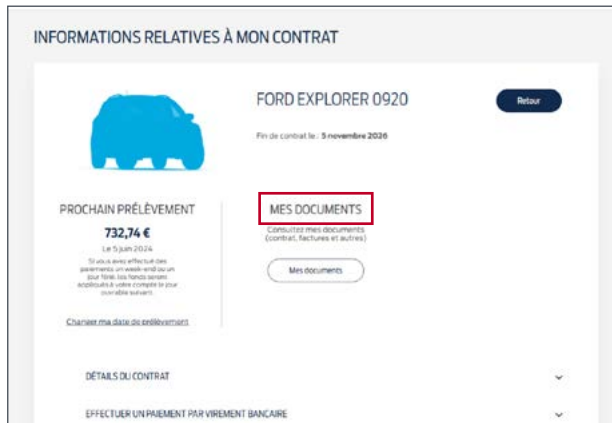 INFORMATIONS RELATIVES À MON CONTRAT
FORD EXPLORER 0920
Retour
Fin de contrat le : 5 novembre 2026
PROCHAIN PRÉLÈVEMENT
732,74 €
Le 5 juin 2024
Si vous avez effectué des
paiements un week-end ou un
jour férié, les fonds seront
appliqués à votre compte le jour
ouvrable suivant.
Changer ma date de prélèvement
MES DOCUMENTS
Consultez mes documents
(contrat, factures et autres)
Mes documents
DÉTAILS DU CONTRAT
EFFECTUER UN PAIEMENT PAR VIREMENT BANCAIRE